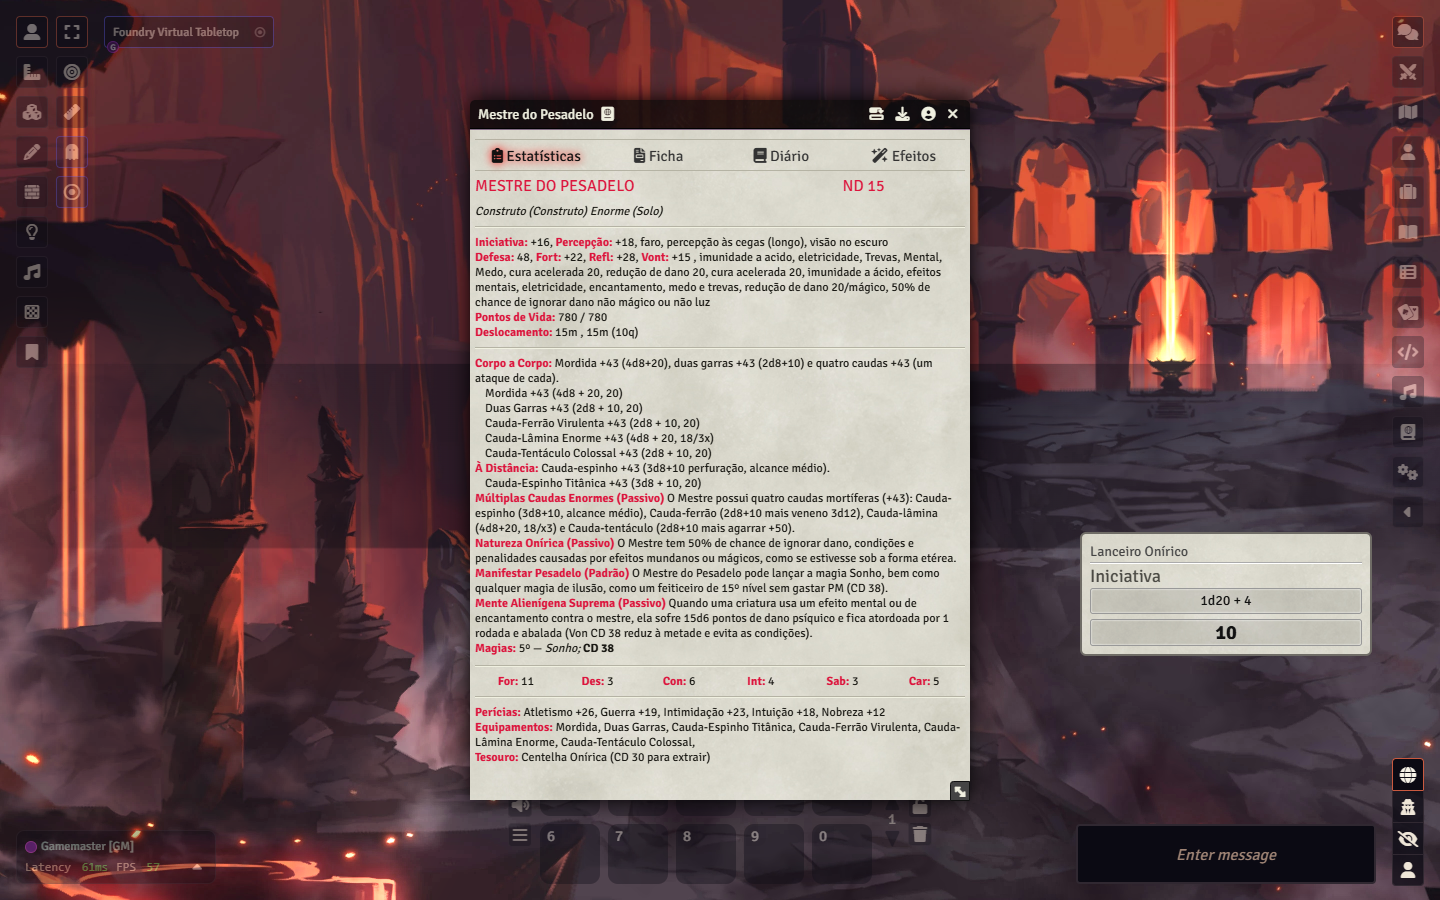 Foundry Virtual Tabletop
G
Mestre do Pesadelo
Estatísticas
Ficha
Diário
Efeitos
MESTRE DO PESADELO
ND 15
Construto (Construto) Enorme (Solo)
Iniciativa: +16, Percepção: +18, faro, percepção às cegas (longo), visão no escuro
Defesa: 48, Fort: +22, Refl: +28, Vont: +15 , imunidade a acido, eletricidade, Trevas, Mental,
Medo, cura acelerada 20, redução de dano 20, cura acelerada 20, imunidade a ácido, efeitos
mentais, eletricidade, encantamento, medo e trevas, redução de dano 20/mágico, 50% de
chance de ignorar dano não mágico ou não luz
Pontos de Vida: 780 / 780
Deslocamento: 15m , 15m (10q)
Corpo a Corpo: Mordida +43 (4d8+20), duas garras +43 (2d8+10) e quatro caudas +43 (um
ataque de cada).
Mordida +43 (4d8 + 20, 20)
Duas Garras +43 (2d8 + 10, 20)
Cauda-Ferrão Virulenta +43 (2d8 + 10, 20)
Cauda-Lâmina Enorme +43 (4d8 + 20, 18/3x)
Cauda-Tentáculo Colossal +43 (2d8 + 10, 20)
À Distância: Cauda-espinho +43 (3d8+10 perfuração, alcance médio).
Cauda-Espinho Titânica +43 (3d8 + 10, 20)
Múltiplas Caudas Enormes (Passivo) O Mestre possui quatro caudas mortíferas (+43): Cauda-
espinho (3d8+10, alcance médio), Cauda-ferrão (2d8+10 mais veneno 3d12), Cauda-lâmina
(4d8+20, 18/x3) e Cauda-tentáculo (2d8+10 mais agarrar +50).
Natureza Onírica (Passivo) O Mestre tem 50% de chance de ignorar dano, condições e
penalidades causadas por efeitos mundanos ou mágicos, como se estivesse sob a forma etérea.
Manifestar Pesadelo (Padrão) O Mestre do Pesadelo pode lançar a magia Sonho, bem como
qualquer magia de ilusão, como um feiticeiro de 15º nível sem gastar PM (CD 38).
Mente Alienígena Suprema (Passivo) Quando uma criatura usa um efeito mental ou de
encantamento contra o mestre, ela sofre 15d6 pontos de dano psíquico e fica atordoada por 1
rodada e abalada (Von CD 38 reduz à metade e evita as condições).
Magias: 5º — Sonho; CD 38
For: 11
Des: 3
Con: 6
Int: 4
Sab: 3
Car: 5
Perícias: Atletismo +26, Guerra +19, Intimidação +23, Intuição +18, Nobreza +12
Equipamentos: Mordida, Duas Garras, Cauda-Espinho Titânica, Cauda-Ferrão Virulenta, Cauda-
Lâmina Enorme, Cauda-Tentáculo Colossal,
Tesouro: Centelha Onírica (CD 30 para extrair)
Lanceiro Onírico
Iniciativa
1d20 + 4
10
6
7
8
9
0
1
Gamemaster [GM]
Latency 61ms FPS 57
Enter message